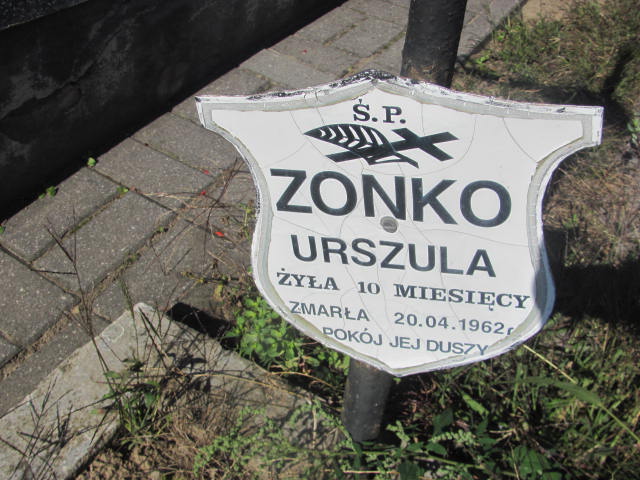 Ś.P.
ZONKO
URSZULA
ŻYŁA 10 MIESIĘCY
ZMARŁA 20.04.1962r
POKÓJ JEJ DUSZY